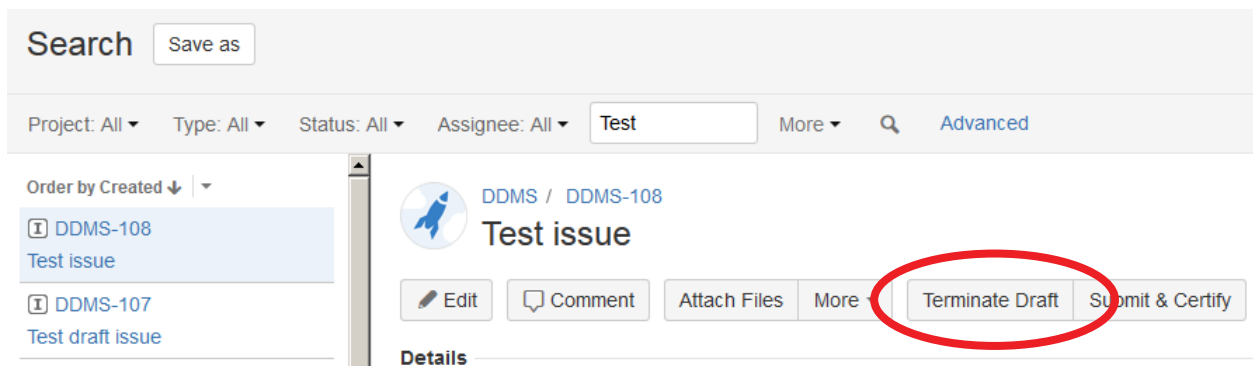 Search Save as
Project: All Type: All Status: All Assignee: All Test More Advanced
Order by Created
DDMS-108
Test issue
DDMS-107
Test draft issue
DDMS / DDMS-108
Test issue
Edit Comment Attach Files More Terminate Draft Submit & Certify
Details